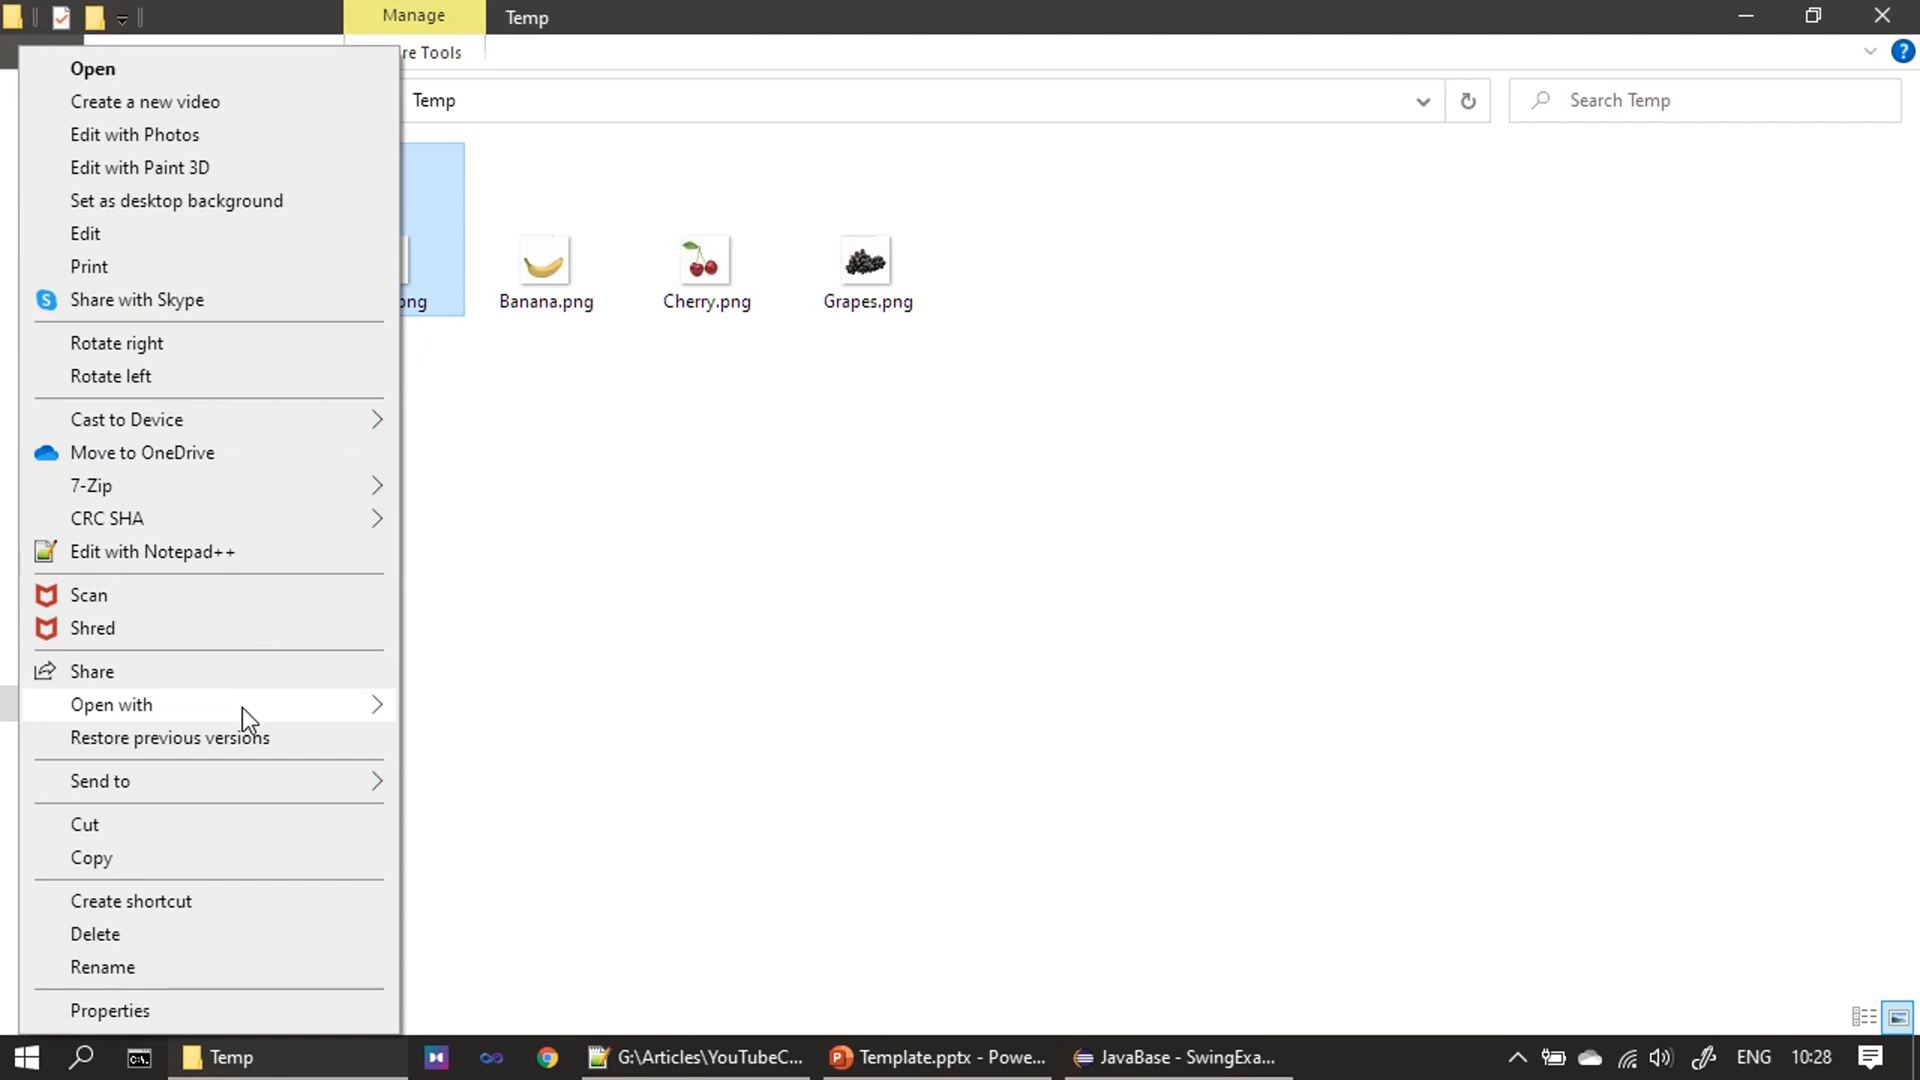 Manage
Temp
re Tools
Temp
Search Temp
Open
Create a new video
Edit with Photos
Edit with Paint 3D
Set as desktop background
Edit
Print
Share with Skype
Rotate right
Rotate left
Cast to Device
Move to OneDrive
7-Zip
CRC SHA
Edit with Notepad++
Scan
Shred
Share
Open with
Restore previous versions
Send to
Cut
Copy
Create shortcut
Delete
Rename
Properties
png
Banana.png
Cherry.png
Grapes.png
Temp
G:\Articles\YouTubeC...
Template.pptx - Powe...
JavaBase - SwingExa...
ENG
10:28